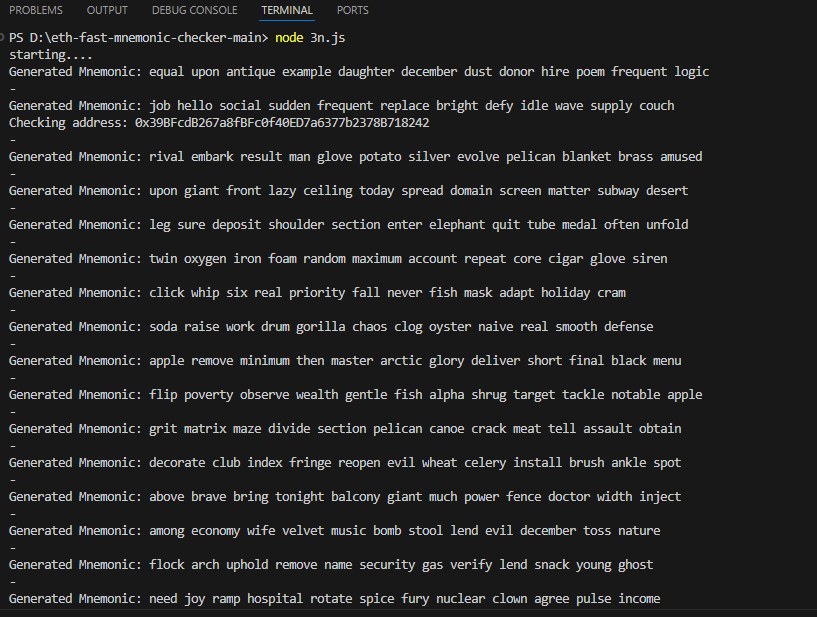 PROBLEMS OUTPUT DEBUG CONSOLE TERMINAL PORTS
PS D:\eth-fast-mnemonic-checker-main> node 3n.js
starting....
Generated Mnemonic: equal upon antique example daughter december dust donor hire poem frequent logic
-
Generated Mnemonic: job hello social sudden frequent replace bright defy idle wave supply couch
Checking address: 0x39BFcdB267a8fBFc0f40ED7a6377b2378B718242
-
Generated Mnemonic: rival embark result man glove potato silver evolve pelican blanket brass amused
-
Generated Mnemonic: upon giant front lazy ceiling today spread domain screen matter subway desert
-
Generated Mnemonic: leg sure deposit shoulder section enter elephant quit tube medal often unfold
-
Generated Mnemonic: twin oxygen iron foam random maximum account repeat core cigar glove siren
-
Generated Mnemonic: click whip six real priority fall never fish mask adapt holiday cram
-
Generated Mnemonic: soda raise work drum gorilla chaos clog oyster naive real smooth defense
-
Generated Mnemonic: apple remove minimum then master arctic glory deliver short final black menu
-
Generated Mnemonic: flip poverty observe wealth gentle fish alpha shrug target tackle notable apple
-
Generated Mnemonic: grit matrix maze divide section pelican canoe crack meat tell assault obtain
-
Generated Mnemonic: decorate club index fringe reopen evil wheat celery install brush ankle spot
-
Generated Mnemonic: above brave bring tonight balcony giant much power fence doctor width inject
-
Generated Mnemonic: among economy wife velvet music bomb stool lend evil december toss nature
-
Generated Mnemonic: flock arch uphold remove name security gas verify lend snack young ghost
-
Generated Mnemonic: need joy ramp hospital rotate spice fury nuclear clown agree pulse income